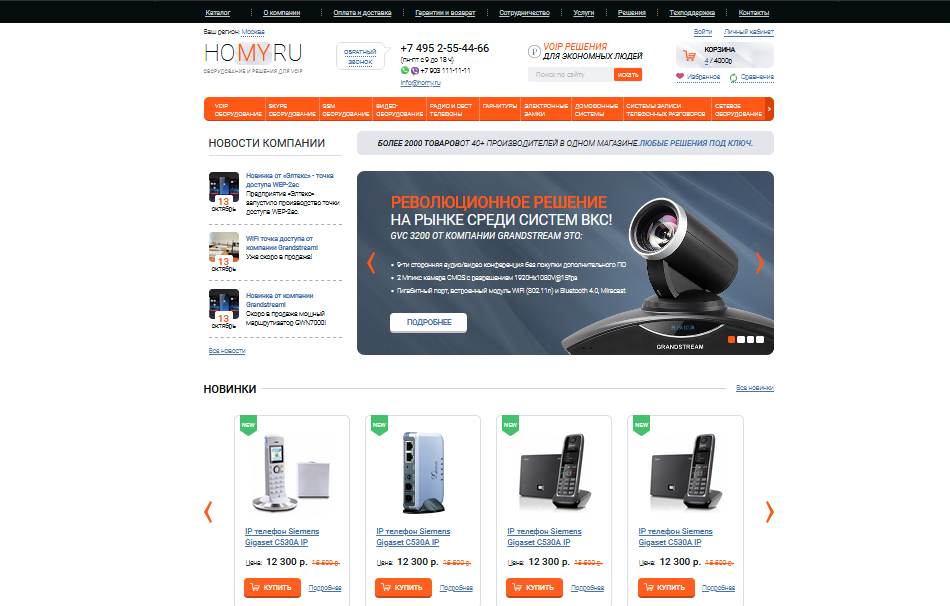 Каталог О компании Оплата и доставка Гарантии и возврат Сотрудничество Услуги Решения Техподдержка Контакты
Ваш регион: Москва
Войти Личный кабинет
HOMY.RU
ОБОРУДОВАНИЕ И РЕШЕНИЯ ДЛЯ VOIP
ОБРАТНЫЙ
ЗВОНОК
+7 495 2-55-44-66
(пн-пт с 9 до 18 ч)
+7 903 111-11-11
info@homy.ru
VOIP РЕШЕНИЯ
ДЛЯ ЭКОНОМНЫХ ЛЮДЕЙ
Поиск по сайту ИСКАТЬ
КОРЗИНА
4 / 4000р
Избранное Сравнение
VOIP
ОБОРУДОВАНИЕ
SKYPE
ОБОРУДОВАНИЕ
GSM
ОБОРУДОВАНИЕ
ВИДЕО-
ОБОРУДОВАНИЕ
РАДИО И DECT
ТЕЛЕФОНЫ
ГАРНИТУРЫ
ЭЛЕКТРОННЫЕ
ЗАМКИ
ДОМОФОННЫЕ
СИСТЕМЫ
СИСТЕМЫ ЗАПИСИ
ТЕЛЕФОННЫХ РАЗГОВОРОВ
СЕТЕВОЕ
ОБОРУДОВАНИЕ
НОВОСТИ КОМПАНИИ
13
октябрь
Новинка от «Элтекс» - точка
доступа WEP-2ac
Предприятие «Элтекс»
запустило производство точки
доступа WEP-2ac.
13
октябрь
WiFi точка доступа от
компании Grandstream!
Уже скоро в продаже!
13
октябрь
Новинка от компании
Grandstream!
Скоро в продаже мощный
маршрутизатор GWN7000!
Все новости
БОЛЕЕ 2000 ТОВАРОВ ОТ 40+ ПРОИЗВОДИТЕЛЕЙ В ОДНОМ МАГАЗИНЕ. ЛЮБЫЕ РЕШЕНИЯ ПОД КЛЮЧ.
РЕВОЛЮЦИОННОЕ РЕШЕНИЕ
НА РЫНКЕ СРЕДИ СИСТЕМ ВКС!
GVC 3200 ОТ КОМПАНИИ GRANDSTREAM ЭТО:
• 9-ти сторонняя аудио/видео конференция без покупки дополнительного ПО
• 2 Мпикс камера CMOS с разрешением 1920Hx1080V@18fps
• Гигабитный порт, встроенный модуль WiFi (802.11n) и Bluetooth 4.0, Miracast
ПОДРОБНЕЕ
GRANDSTREAM
НОВИНКИ
Все новинки
NEW NEW NEW NEW
IP телефон Siemens
Gigaset C530A IP
Цена: 12 300 р. 15 500 р.
КУПИТЬ Подробнее
IP телефон Siemens
Gigaset C530A IP
Цена: 12 300 р. 15 500 р.
КУПИТЬ Подробнее
IP телефон Siemens
Gigaset C530A IP
Цена: 12 300 р. 15 500 р.
КУПИТЬ Подробнее
IP телефон Siemens
Gigaset C530A IP
Цена: 12 300 р. 15 500 р.
КУПИТЬ Подробнее